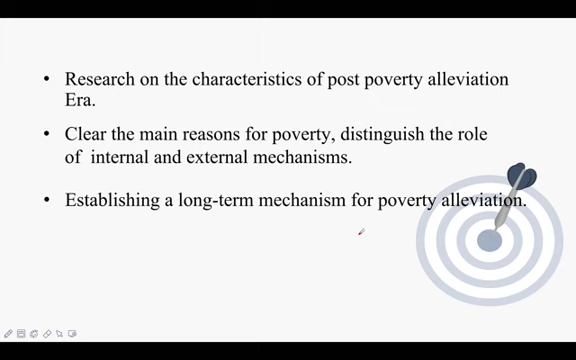 • Research on the characteristics of post poverty alleviation
Era.
• Clear the main reasons for poverty, distinguish the role
of internal and external mechanisms.
• Establishing a long-term mechanism for poverty alleviation.